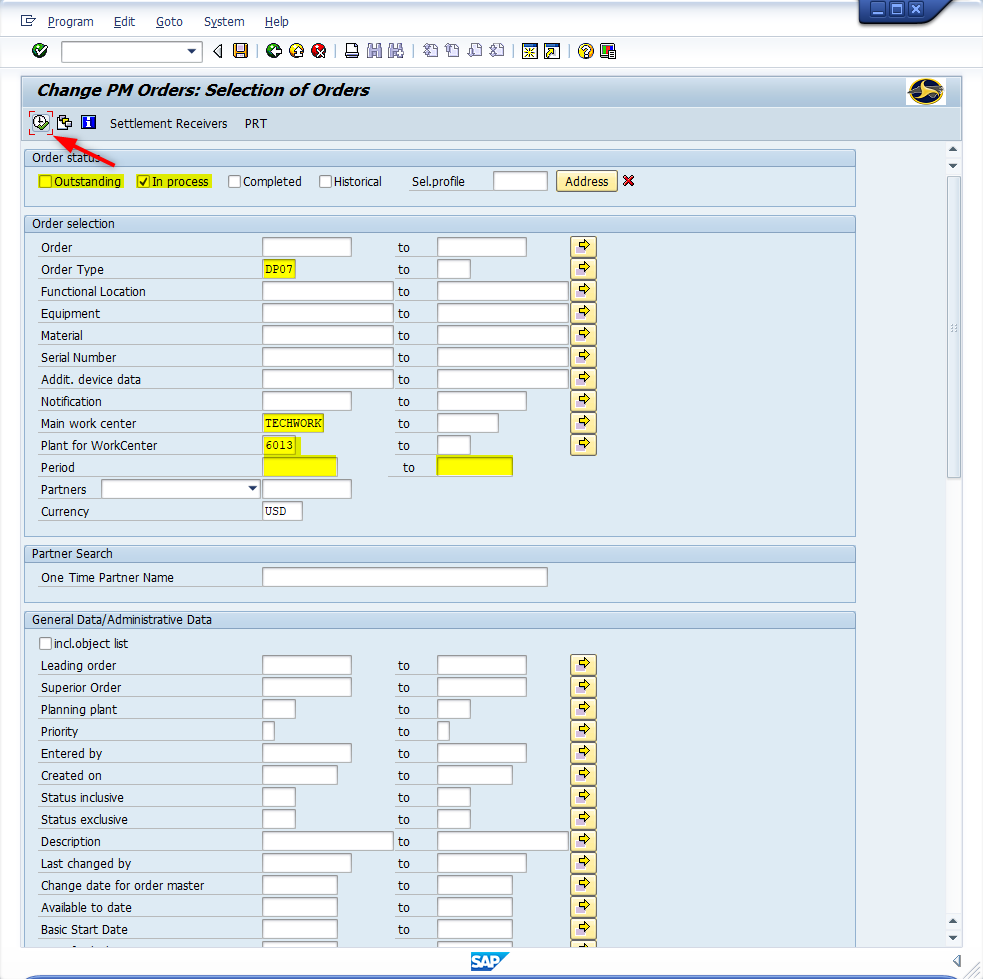 Program Edit Goto System Help
Change PM Orders: Selection of Orders
Settlement Receivers PRT
Order status
Outstanding In process Completed Historical Sel.profile Address
Order selection
Order to
Order Type DP07 to
Functional Location to
Equipment to
Material to
Serial Number to
Addit. device data to
Notification to
Main work center TECHWORK to
Plant for WorkCenter 6013 to
Period to
Partners
Currency USD
Partner Search
One Time Partner Name
General Data/Administrative Data
incl.object list
Leading order to
Superior Order to
Planning plant to
Priority to
Entered by to
Created on to
Status inclusive to
Status exclusive to
Description to
Last changed by to
Change date for order master to
Available to date to
Basic Start Date to
SAP